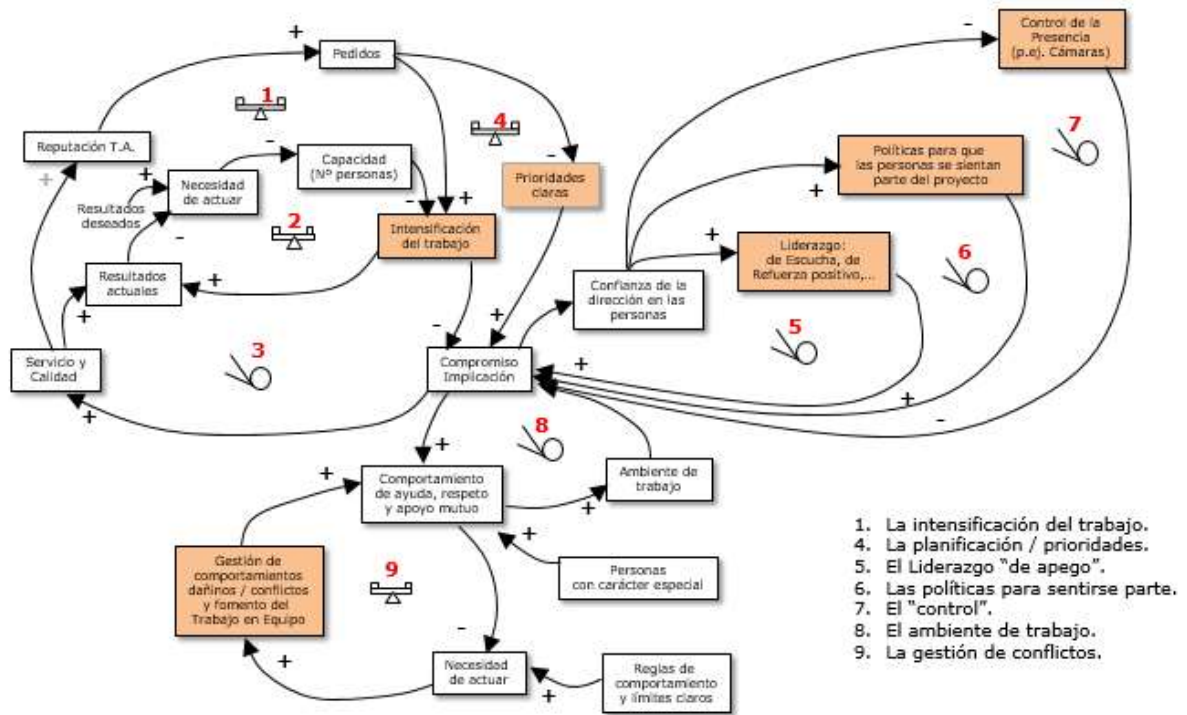 Control de la
Presencia
(p.ej. Cámaras)
-
+
Pedidos
1
4
7
Reputación T.A.
+
-
Capacidad
(Nº personas)
-
Prioridades
claras
Políticas para que
las personas se sientan
parte del proyecto
+
Necesidad
de actuar
Resultados
deseados
2
-
+
+
-
Intensificación
del trabajo
+
Liderazgo:
de Escucha, de
Refuerzo positivo,...
6
Resultados
actuales
+
Confianza de la
dirección en las
personas
+
-
+
5
3
Servicio y
Calidad
Compromiso
Implicación
+
+
-
+
8
+
+
Comportamiento
de ayuda, respeto
y apoyo mutuo
Ambiente de
trabajo
+
+
Gestión de
comportamientos
dañinos / conflictos
y fomento del
Trabajo en Equipo
9
Personas
con carácter especial
-
+
Necesidad
de actuar
+
Reglas de
comportamiento
y límites claros
1. La intensificación del trabajo.
4. La planificación / prioridades.
5. El Liderazgo "de apego".
6. Las políticas para sentirse parte.
7. El "control".
8. El ambiente de trabajo.
9. La gestión de conflictos.